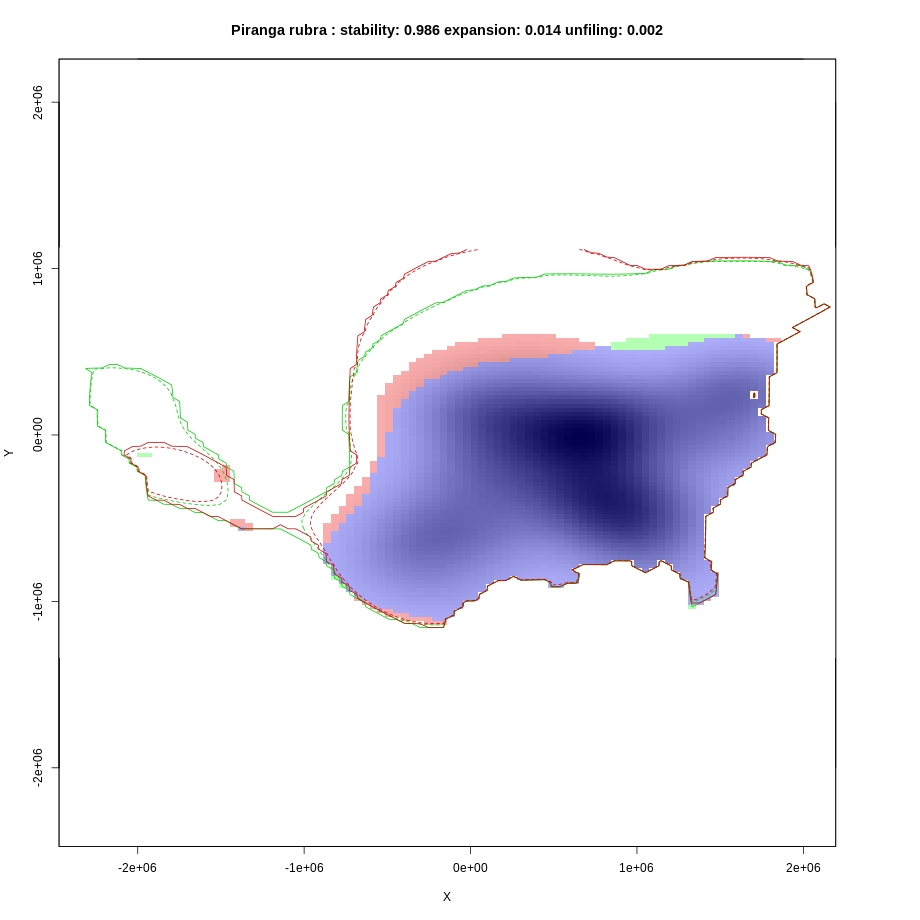 Piranga rubra : stability: 0.986 expansion: 0.014 unfiling: 0.002
2e+06
1e+06
0e+00
-1e+06
-2e+06
Y
-2e+06 -1e+06 0e+00 1e+06 2e+06
X